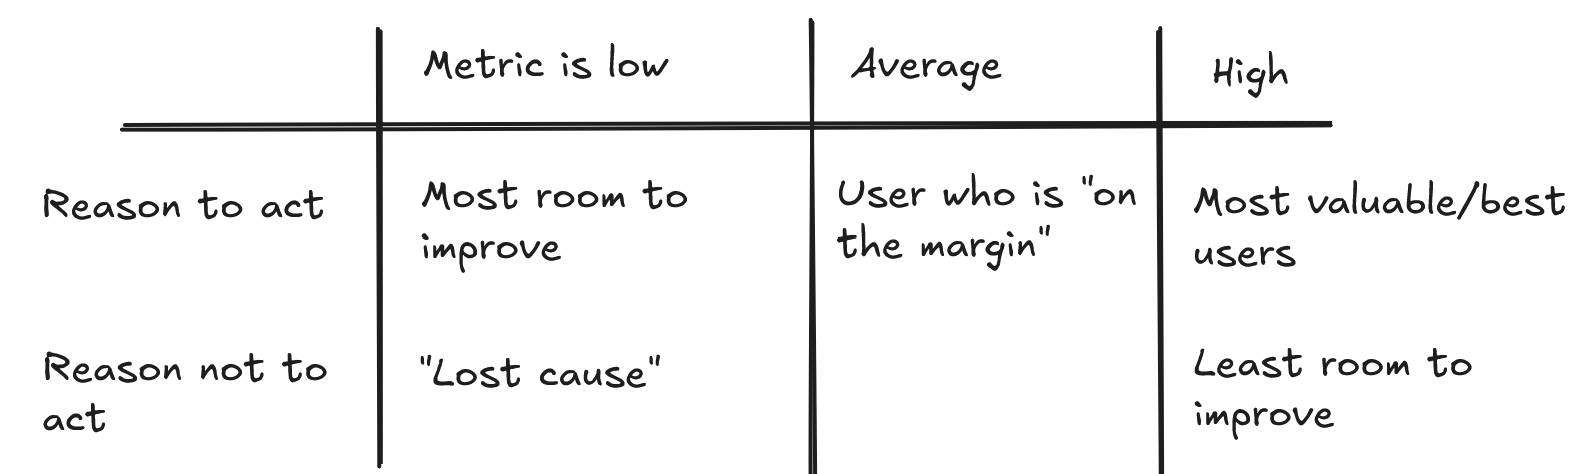 Metric is low
Average
High
Reason to act
Most room to
improve
User who is "on
the margin"
Most valuable/best
users
Reason not to
act
"Lost cause"
Least room to
improve